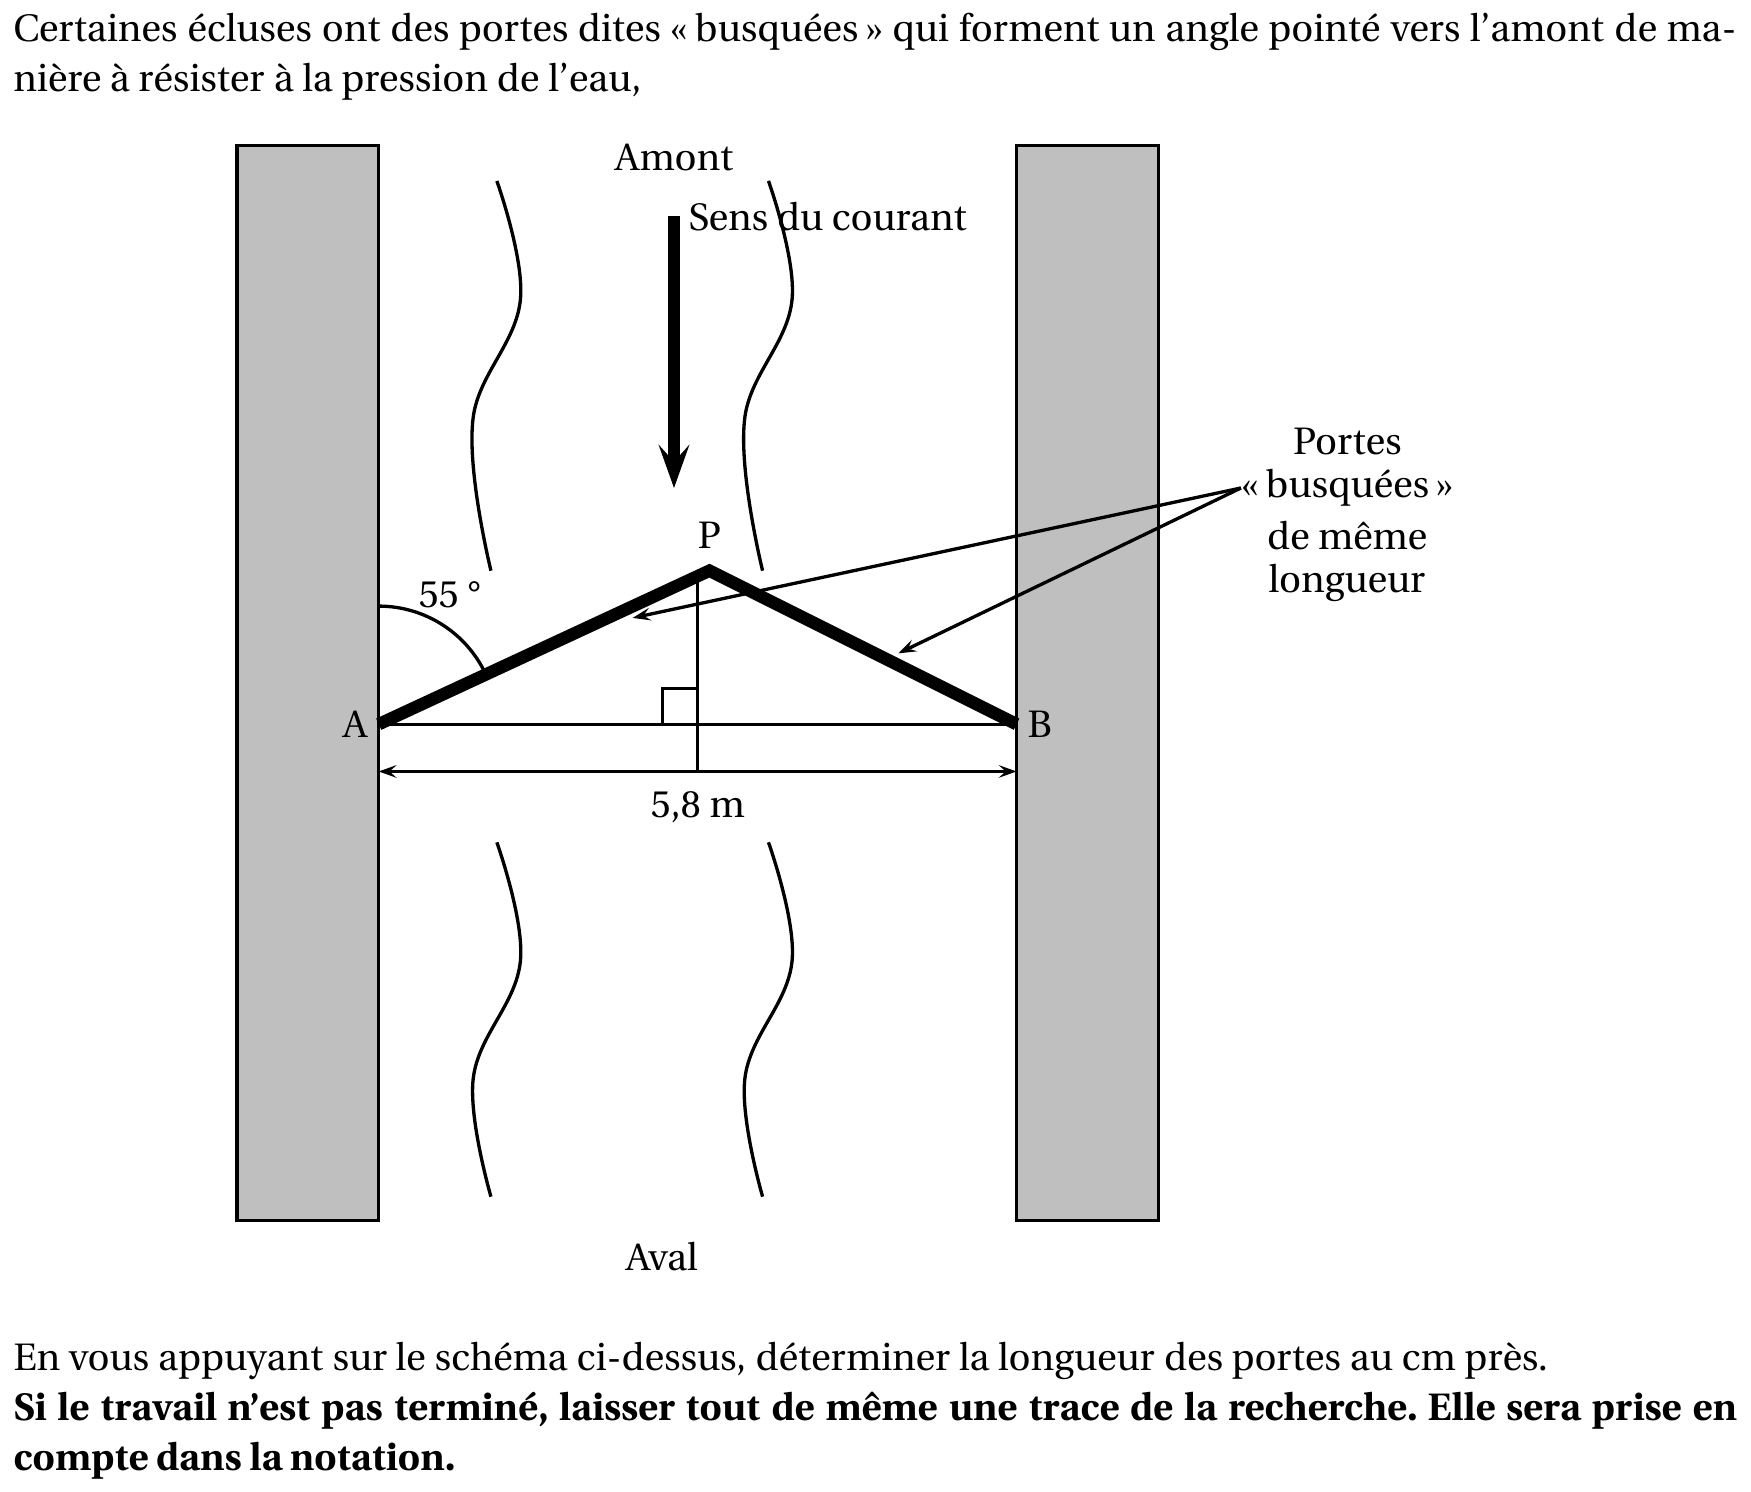 Certaines écluses ont des portes dites « busquées » qui forment un angle pointé vers l’amont de ma-
nière à résister à la pression de l’eau,
Amont
Sens du courant
Portes
« busquées »
de même
longueur
P
55 °
A
B
5,8 m
Aval
En vous appuyant sur le schéma ci-dessus, déterminer la longueur des portes au cm près.
Si le travail n’est pas terminé, laisser tout de même une trace de la recherche. Elle sera prise en
compte dans la notation.